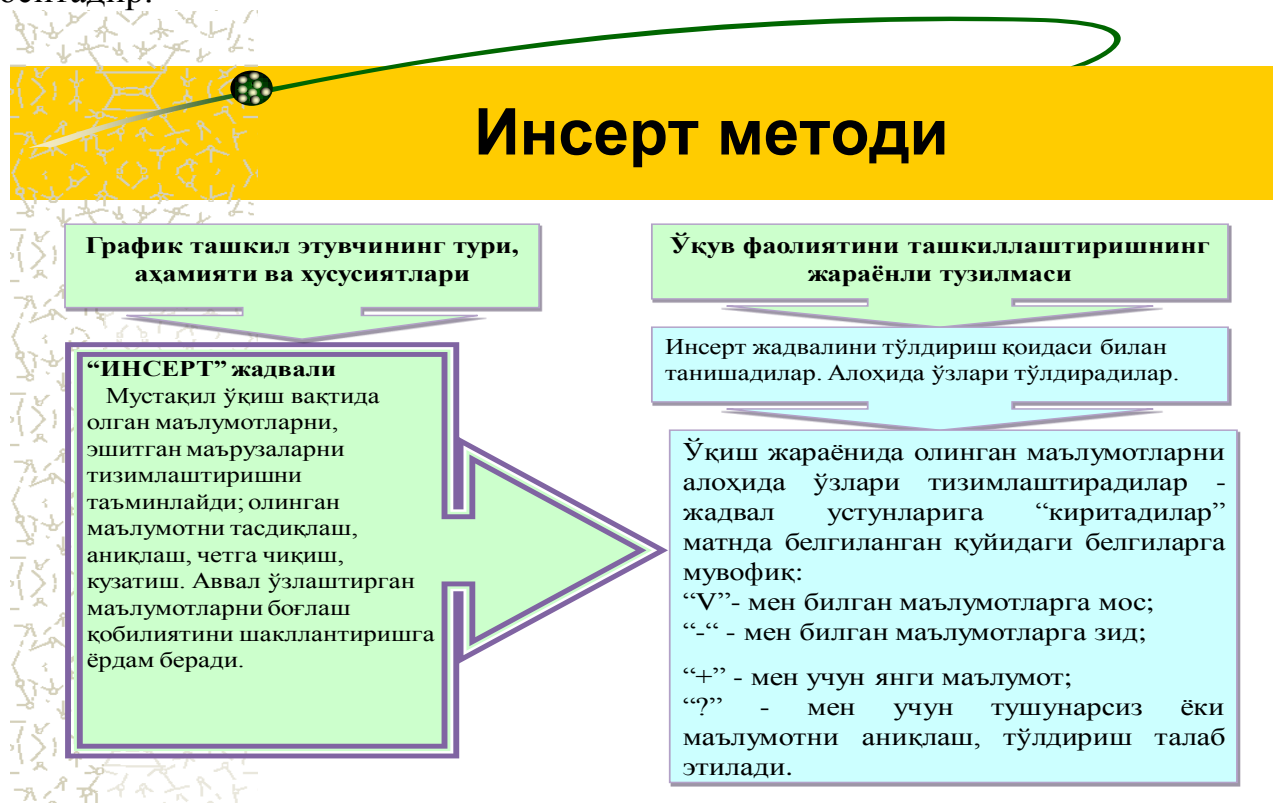 Инсерт методи
График ташкил этувчининг тури,
аҳамияти ва хусусиятлари
“ИНСЕРТ” жадвали
Мустақил ўқиш вақтида
олган маълумотларни,
эшитган маърузаларни
тизимлаштиришни
таъминлайди; олинган
маълумотни тасдиқлаш,
аниқлаш, четга чиқиш,
кузатиш. Аввал ўзлаштирган
маълумотларни боғлаш
қобилиятини шакллантиришга
ёрдам беради.
Ўқув фаолиятини ташкиллаштиришнинг
жараёнли тузилмаси
Инсерт жадвалини тўлдириш қоидаси билан
танишадилар. Алоҳида ўзлари тўлдирадилар.
Ўқиш жараёнида олинган маълумотларни
алоҳида ўзлари тизимлаштирадилар -
жадвал устунларига “киритадилар”
матнда белгиланган қуйидаги белгиларга
мувофиқ:
“V”- мен билган маълумотларга мос;
“-“ - мен билган маълумотларга зид;
“+” - мен учун янги маълумот;
“?” - мен учун тушунарсиз ёки
маълумотни аниқлаш, тўлдириш талаб
этилади.